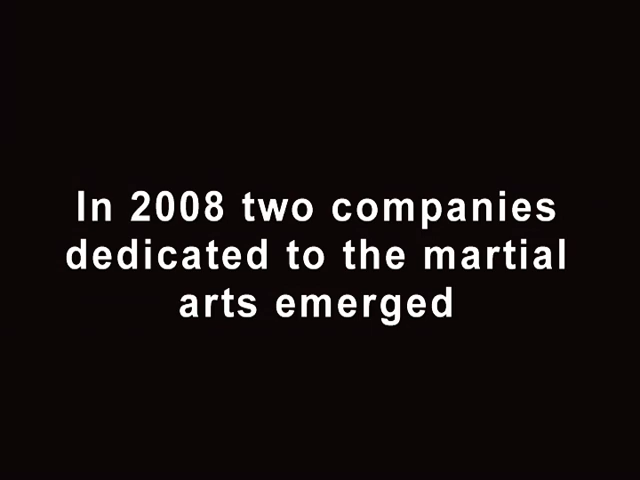 In 2008 two companies
dedicated to the martial
arts emerged